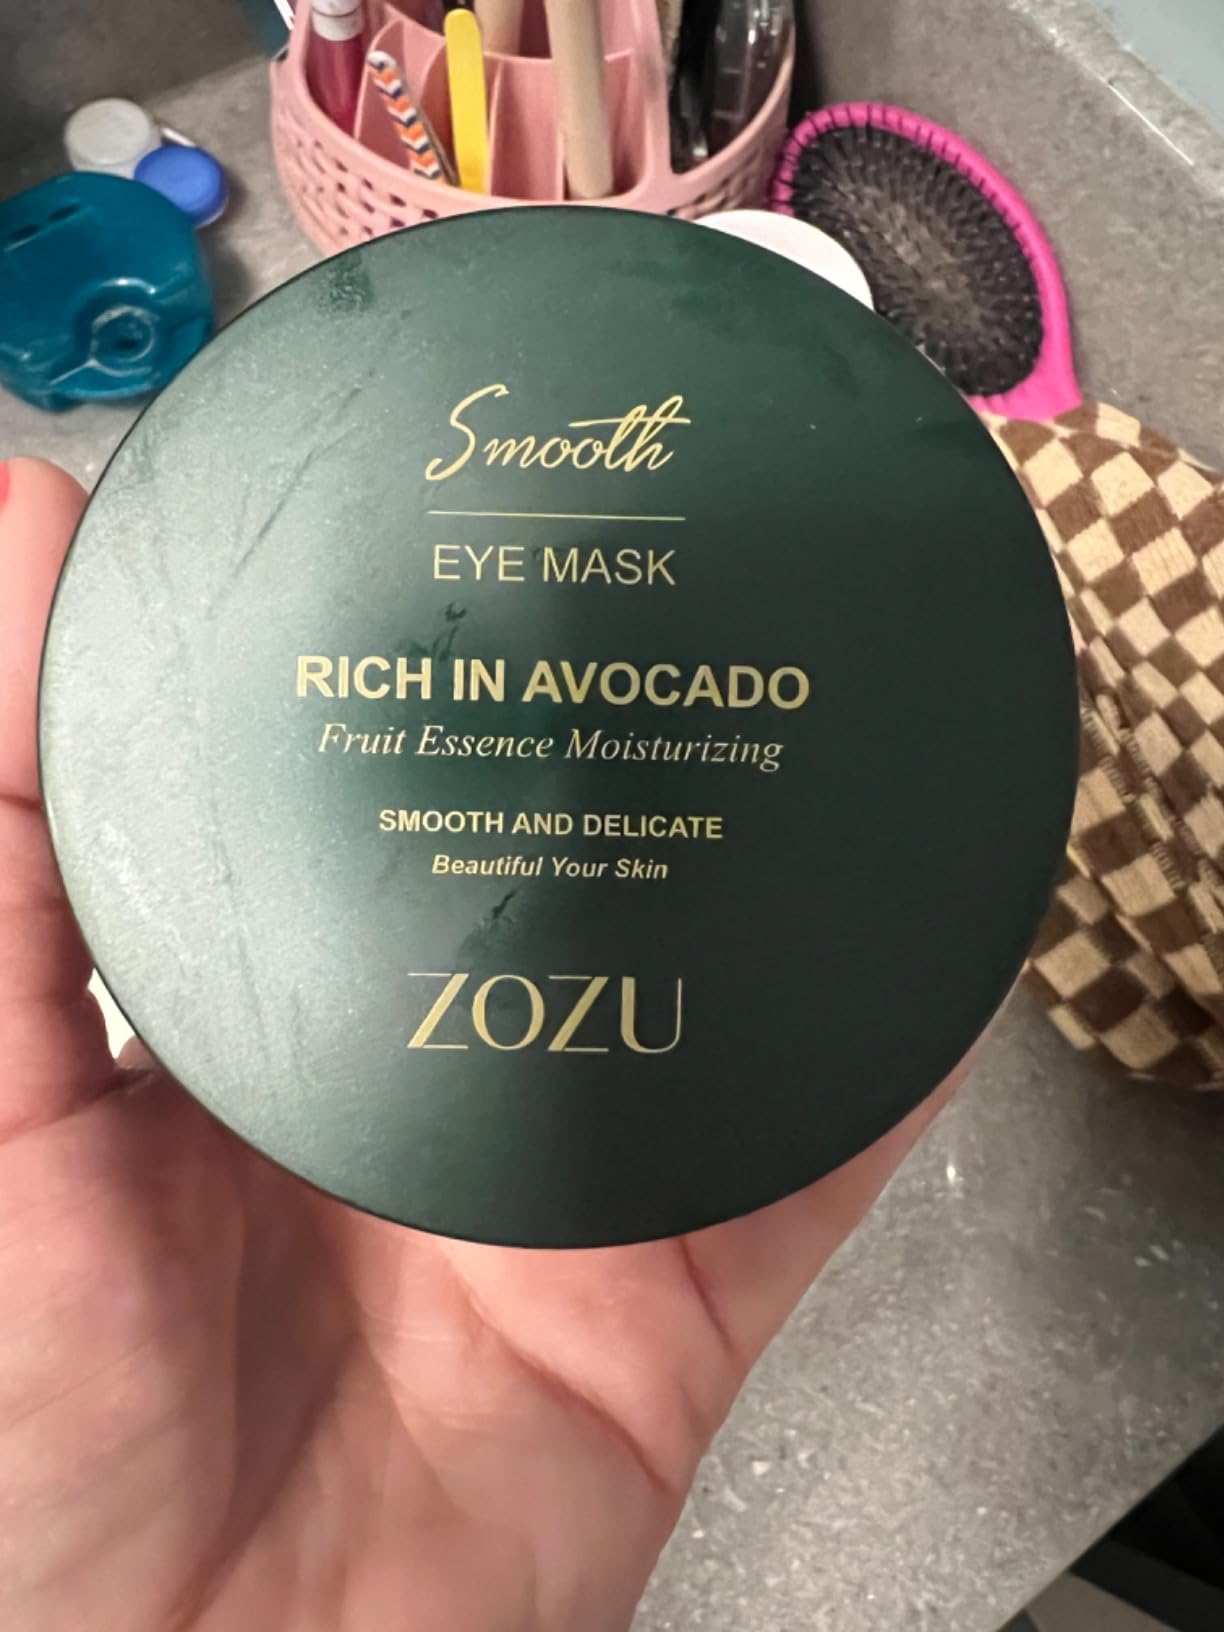 Smooth
EYE MASK
RICH IN AVOCADO
Fruit Essence Moisturizing
SMOOTH AND DELICATE
Beautiful Your Skin
ZOZU